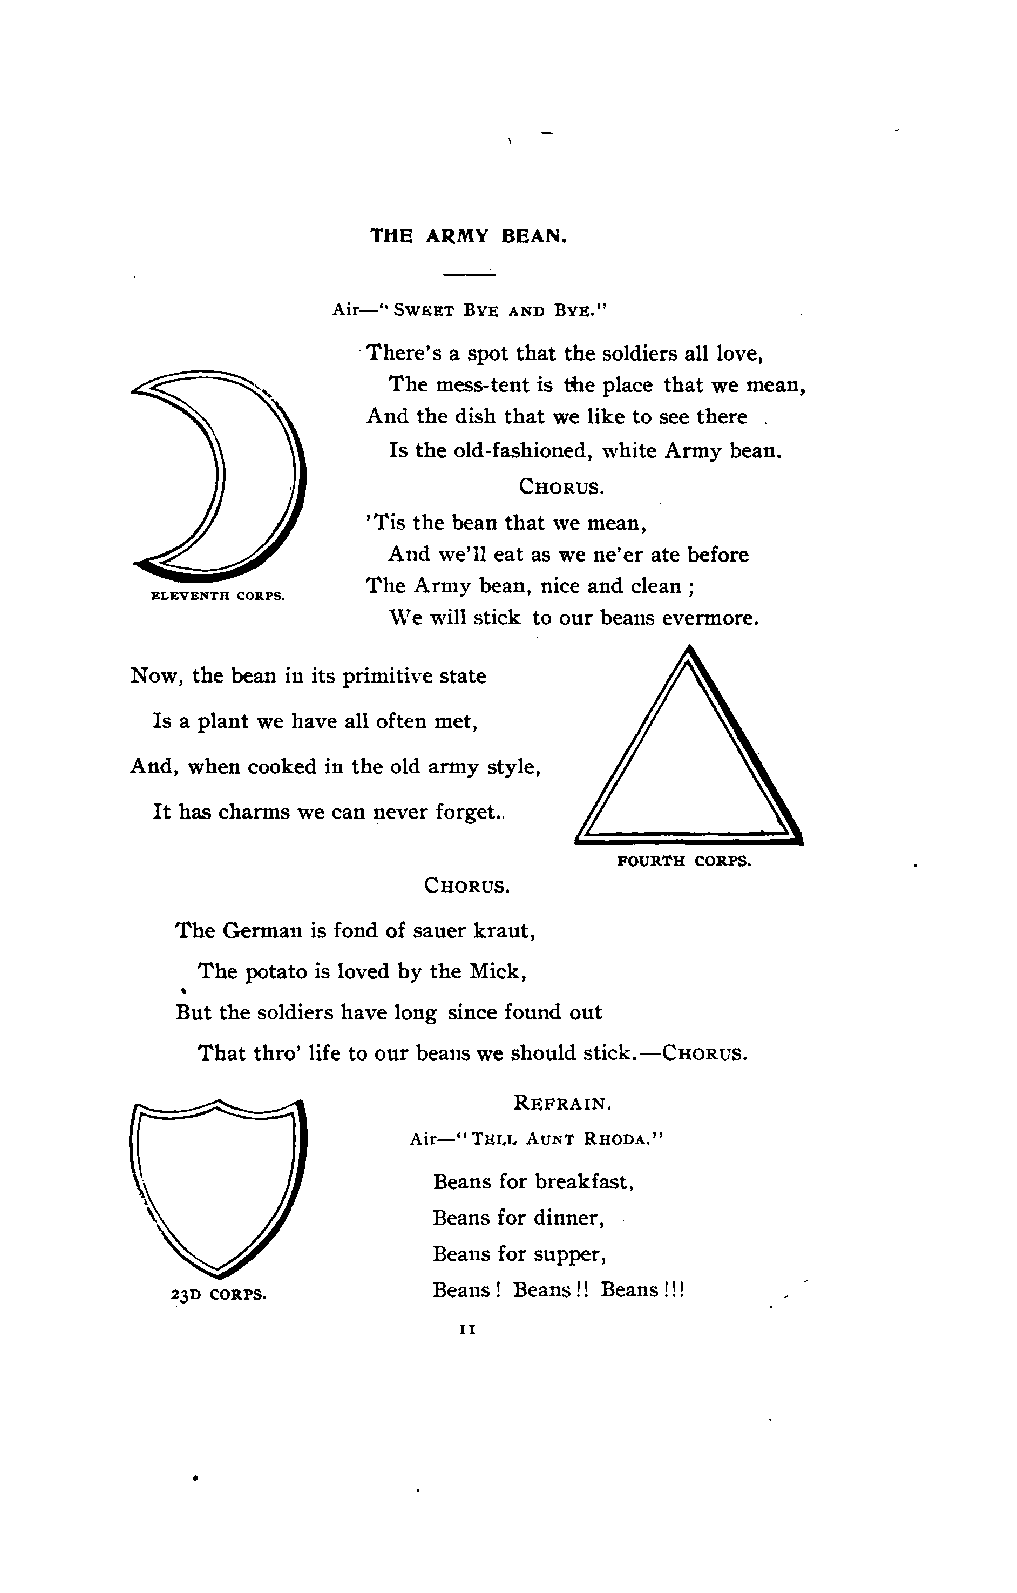 THE ARMY BEAN.
Air—"Sweet Bye and Bye."
There's a spot that the soldiers all love,
The mess-tent is the place that we mean,
And the dish that we like to see there
Is the old-fashioned, white Army bean.
Chorus.
'Tis the bean that we mean,
And we'll eat as we ne'er ate before
The Army bean, nice and clean ;
We will stick to our beans evermore.
ELEVENTH CORPS.
Now, the bean in its primitive state
Is a plant we have all often met,
And, when cooked in the old army style,
It has charms we can never forget..
FOURTH CORPS.
Chorus.
The German is fond of sauer kraut,
The potato is loved by the Mick,
But the soldiers have long since found out
That thro' life to our beans we should stick.—Chorus.
Refrain.
Air—"Tell Aunt Rhoda."
Beans for breakfast,
Beans for dinner,
Beans for supper,
Beans! Beans!! Beans!!!
23D CORPS.
11